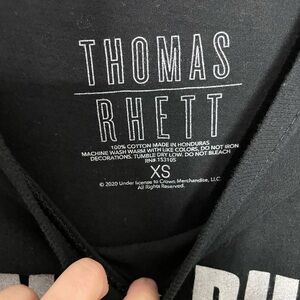 THOMAS
RHETT
100% COTTON MADE IN HONDURAS
MACHINE WASH WARM WITH LIKE COLORS, DO NOT IRON
DECORATIONS. TUMBLE DRY LOW. DO NOT BLEACH
RN# 153105
XS
© 2020 Under license to Crown Merchandise, LLC.
All Rights Reserved.